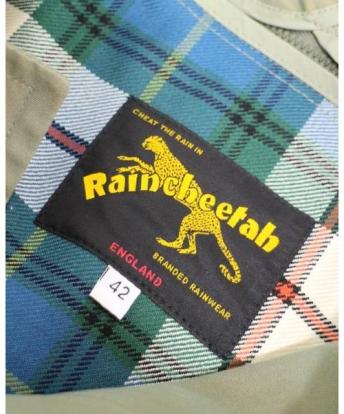 CHEAT THE RAIN IN
Raincheetah
ENGLAND
BRANDED RAINWEAR
42